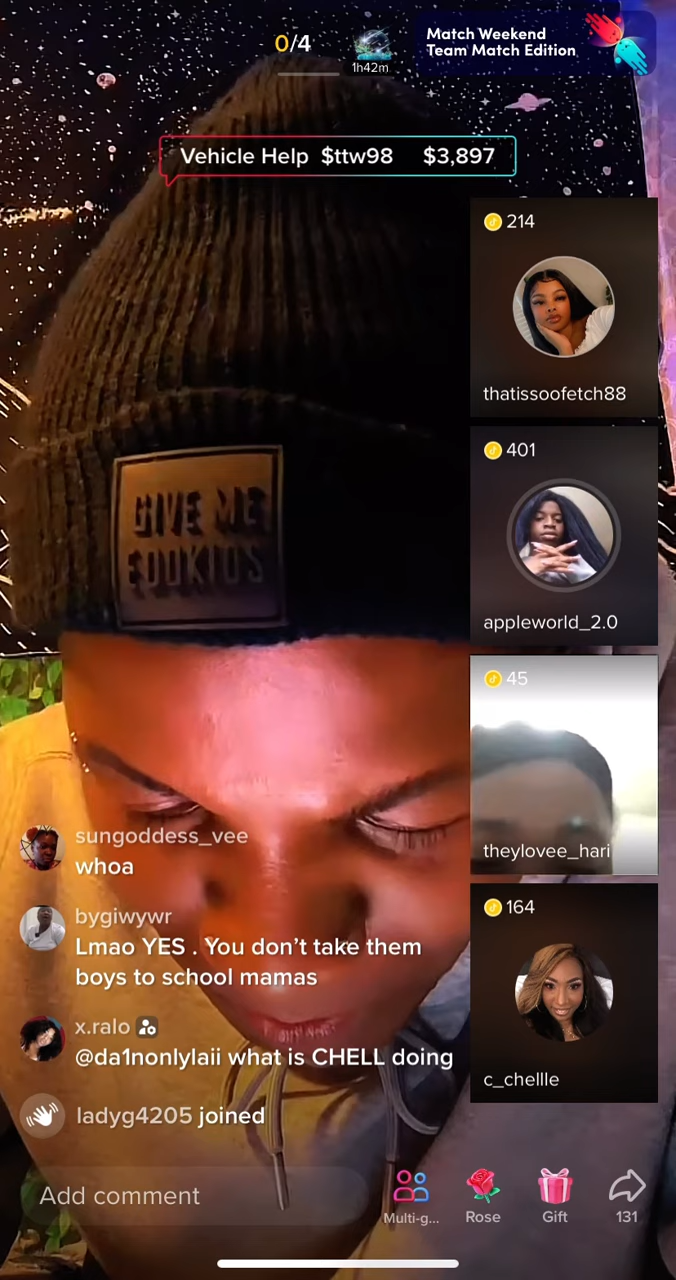 0/4
1h42m
Match Weekend
Team Match Edition
Vehicle Help $ttw98 $3,897
214
thatissoofetch88
401
appleworld_2.0
45
theylovee_hari
164
c_chellle
GIVE ME
COOKIES
sungoddess_vee
whoa
bygiwywr
Lmao YES . You don’t take them
boys to school mamas
x.ralo
@da1nonlylaii what is CHELL doing
ladyg4205 joined
Add comment
Multi-g...
Rose
Gift
131